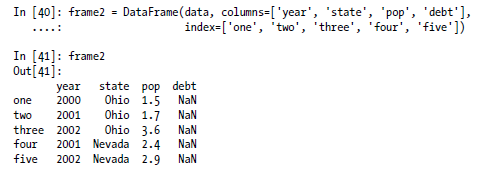 In [40]: frame2 = DataFrame(data, columns=['year', 'state', 'pop', 'debt'],
   ....:                    index=['one', 'two', 'three', 'four', 'five'])
In [41]: frame2
Out[41]:
       year   state  pop  debt
one    2000    Ohio  1.5   NaN
two    2001    Ohio  1.7   NaN
three  2002    Ohio  3.6   NaN
four   2001  Nevada  2.4   NaN
five   2002  Nevada  2.9   NaN